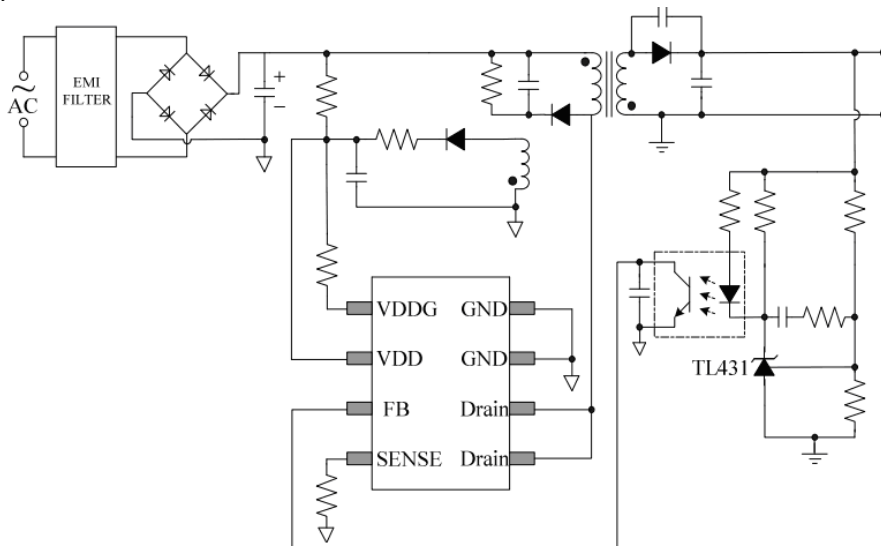 EMI
FILTER
~
AC
+
−
VDDG GND
VDD GND
FB Drain
SENSE Drain
TL431